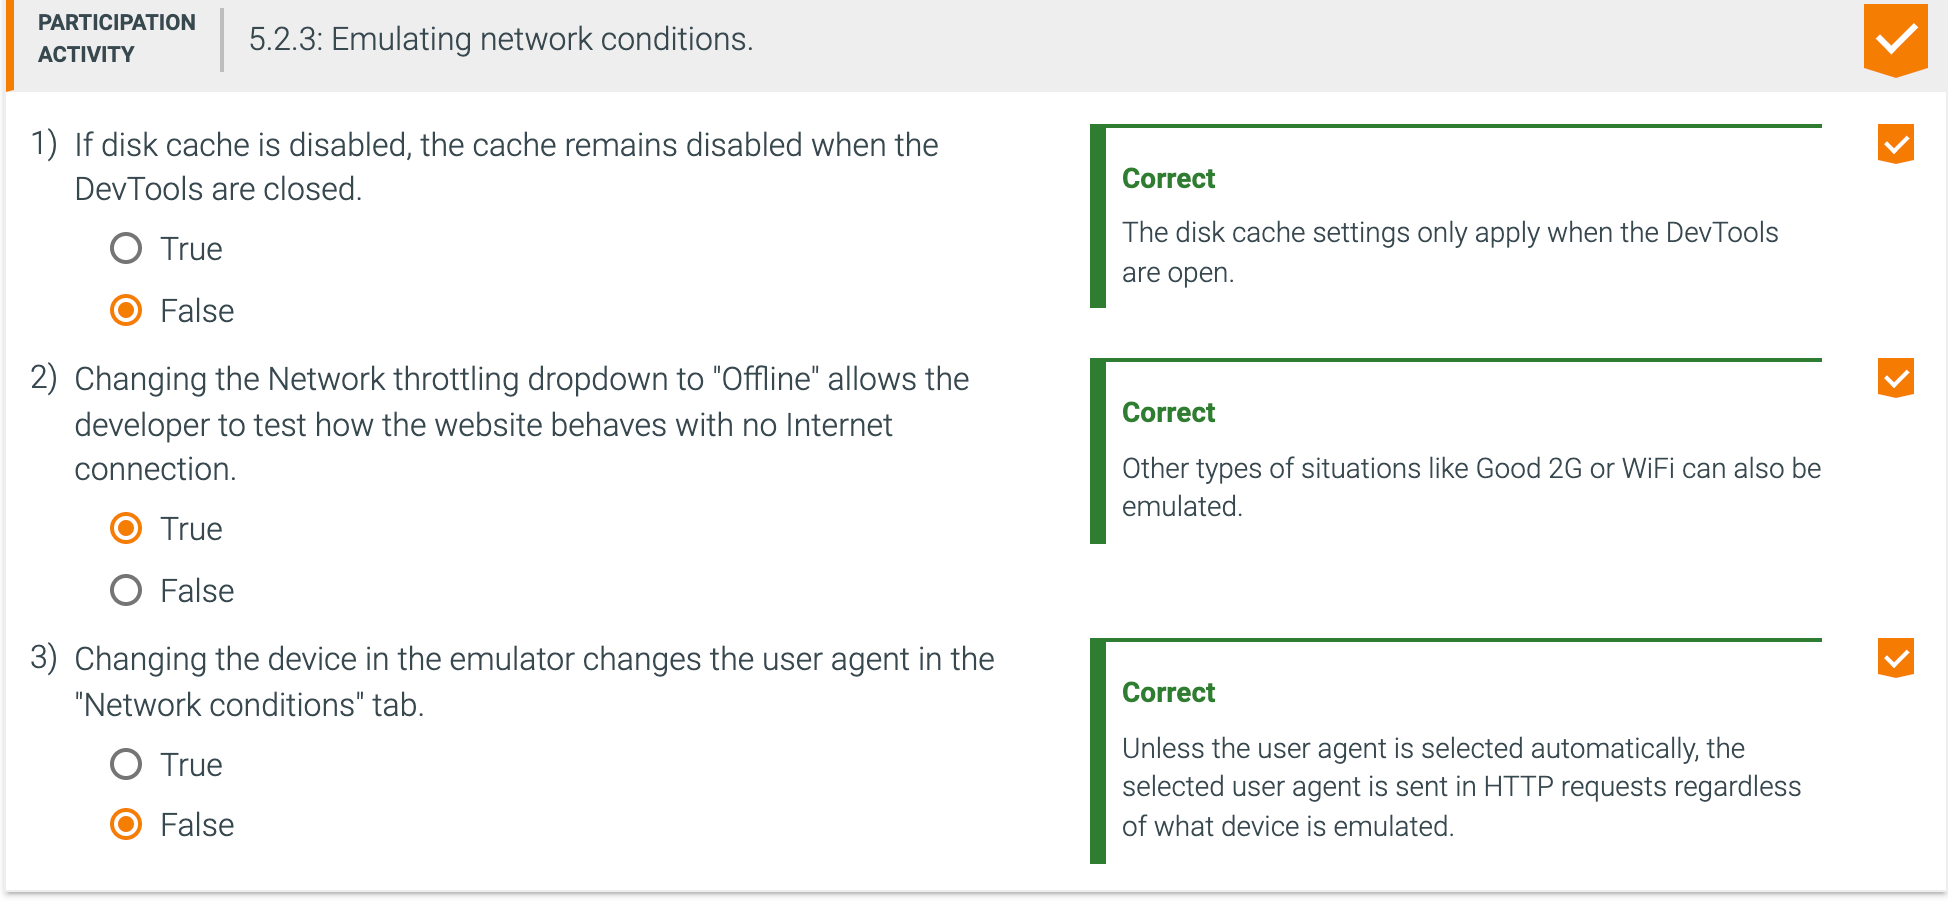 PARTICIPATION
ACTIVITY
5.2.3: Emulating network conditions.
1) If disk cache is disabled, the cache remains disabled when the
DevTools are closed.
True
False
Correct
The disk cache settings only apply when the DevTools
are open.
2) Changing the Network throttling dropdown to "Offline" allows the
developer to test how the website behaves with no Internet
connection.
True
False
Correct
Other types of situations like Good 2G or WiFi can also be
emulated.
3) Changing the device in the emulator changes the user agent in the
"Network conditions" tab.
True
False
Correct
Unless the user agent is selected automatically, the
selected user agent is sent in HTTP requests regardless
of what device is emulated.